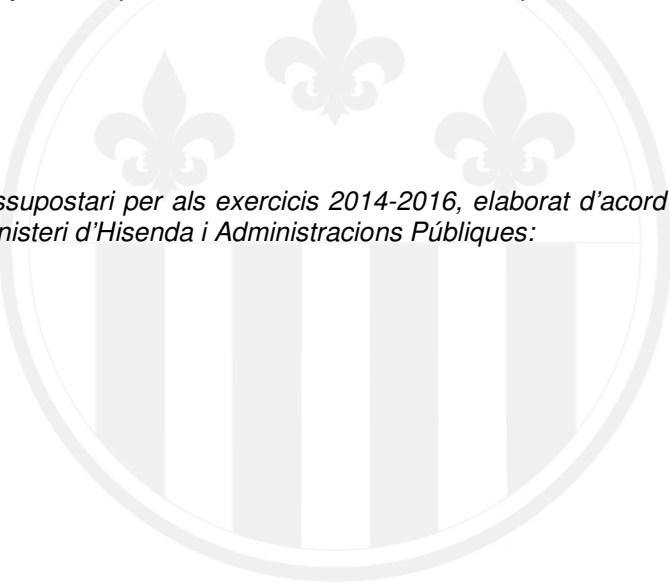 ssupostari per als exercicis 2014-2016, elaborat d'acord
nisteri d'Hisenda i Administracions Públiques: